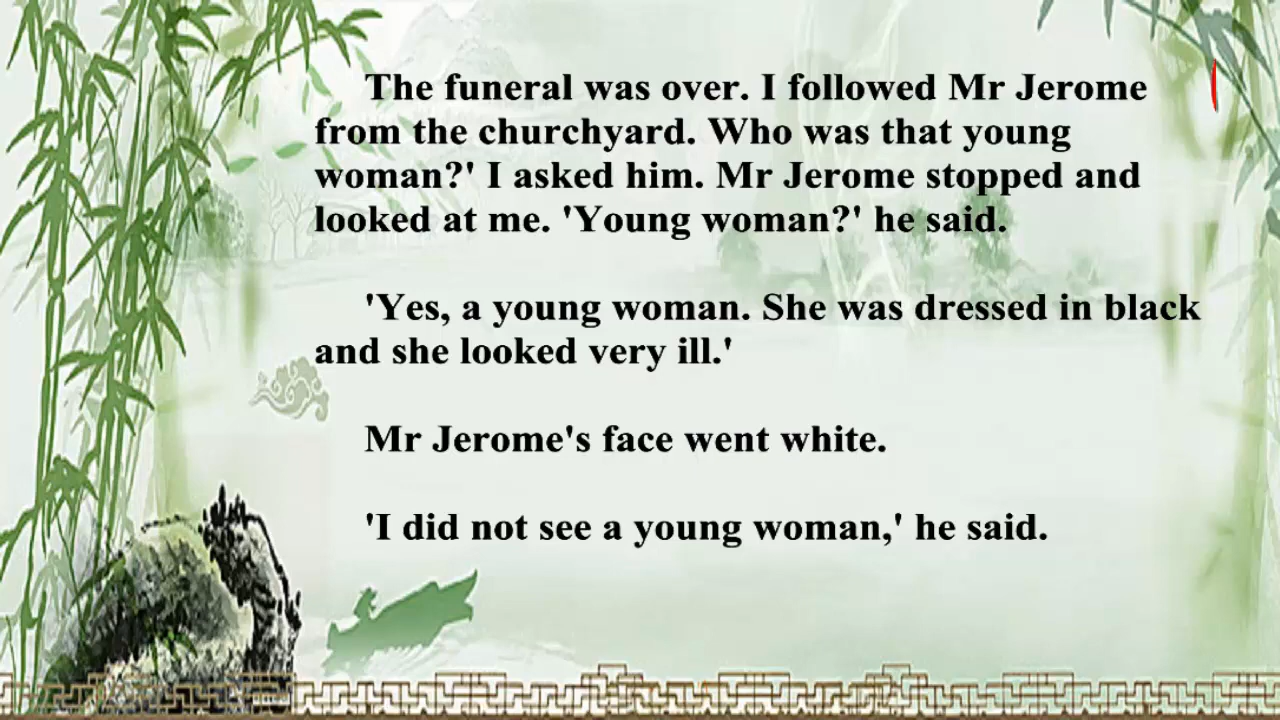 The funeral was over. I followed Mr Jerome
from the churchyard. Who was that young
woman?' I asked him. Mr Jerome stopped and
looked at me. 'Young woman?' he said.
'Yes, a young woman. She was dressed in black
and she looked very ill.'
Mr Jerome's face went white.
'I did not see a young woman,' he said.